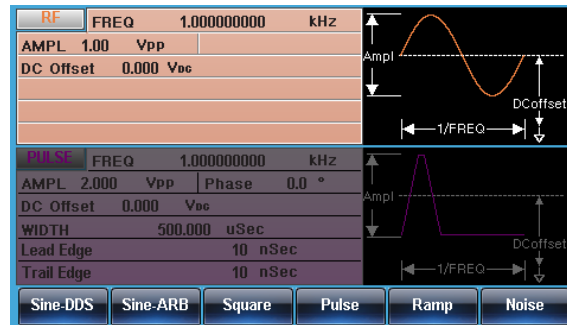 RF FREQ 1.000000000 kHz
AMPL 1.00 Vpp
DC Offset 0.000 VDC
Ampl
DCoffset
1/FREQ
PULSE FREQ 1.000000000 kHz
AMPL 2.000 Vpp Phase 0.0 °
DC Offset 0.000 VDC
WIDTH 500.000 uSec
Lead Edge 10 nSec
Trail Edge 10 nSec
Ampl
DCoffset
1/FREQ
Sine-DDS Sine-ARB Square Pulse Ramp Noise